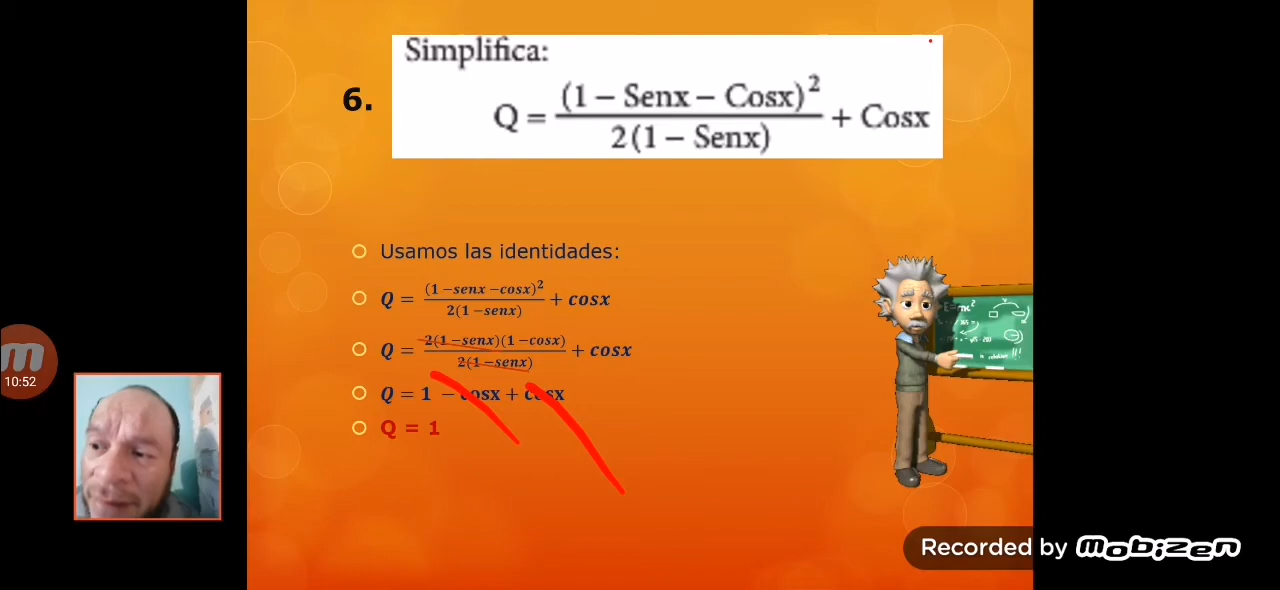 Simplifica:
6.
Q = (1 – Senx – Cosx)² / 2(1 – Senx) + Cosx
Usamos las identidades:
Q = (1 –senx –cosx)² / 2(1 –senx) + cosx
Q = 2(1 –senx)(1 –cosx) / 2(1 –senx) + cosx
Q = 1 – cosx + cosx
Q = 1
10:52
Recorded by mobizen